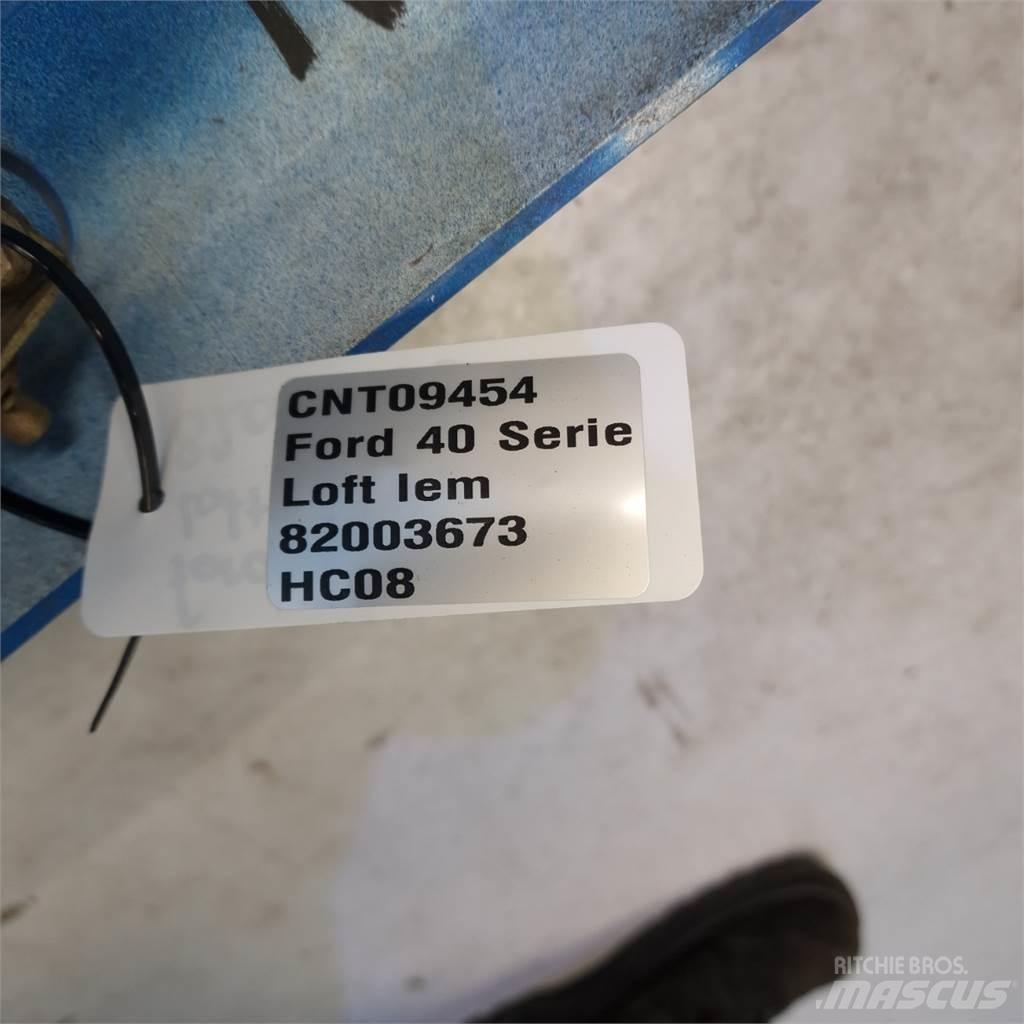 CNT09454
Ford 40 Serie
Loft lem
82003673
HC08
RITCHIE BROS.
MASCUS